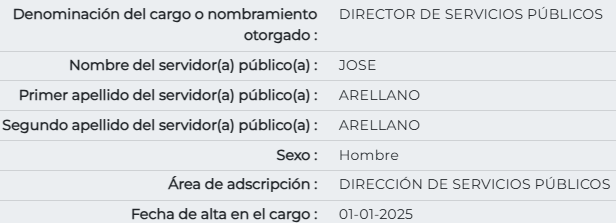 Denominación del cargo o nombramiento otorgado : DIRECTOR DE SERVICIOS PÚBLICOS
Nombre del servidor(a) público(a) : JOSE
Primer apellido del servidor(a) público(a) : ARELLANO
Segundo apellido del servidor(a) público(a) : ARELLANO
Sexo : Hombre
Área de adscripción : DIRECCIÓN DE SERVICIOS PÚBLICOS
Fecha de alta en el cargo : 01-01-2025